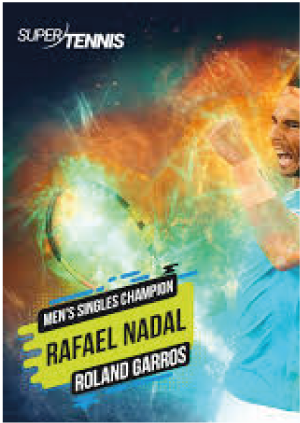 SUPER TENNIS
MEN'S SINGLES CHAMPION
RAFAEL NADAL
ROLAND GARROS